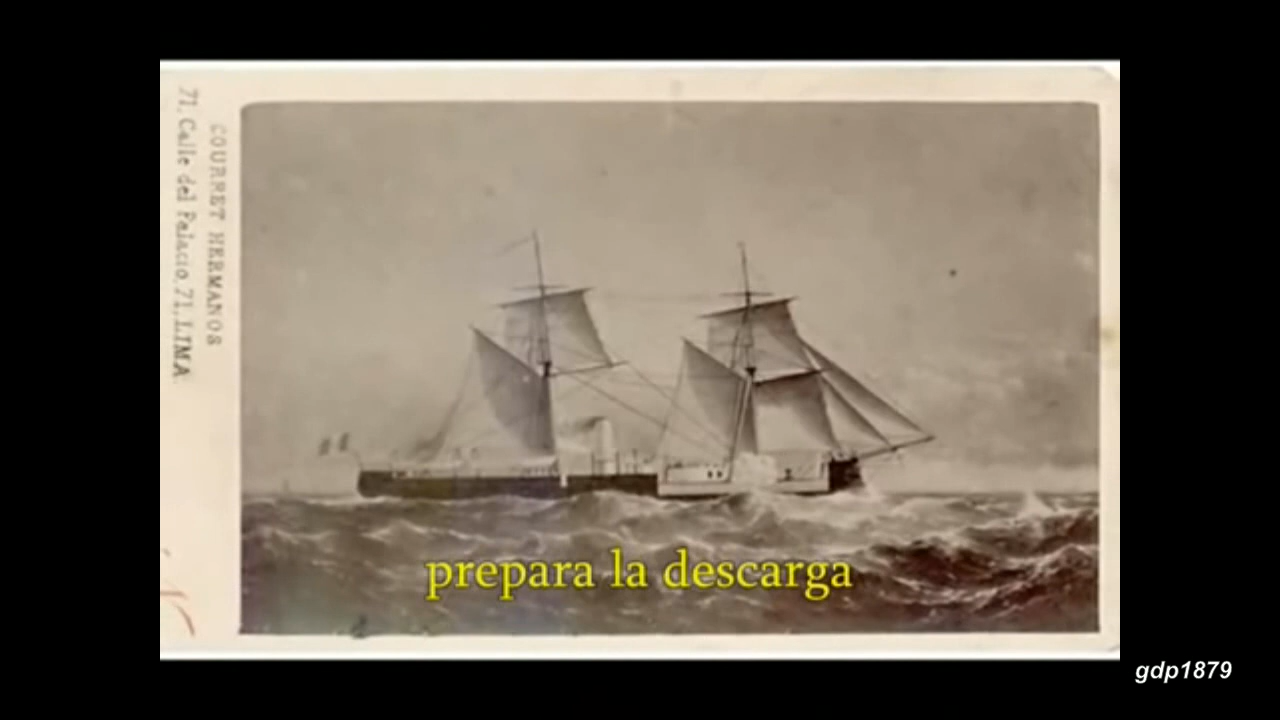 COURRET HERMANOS
71, Calle del Palacio, 71, LIMA.
prepara la descarga
gdp1879